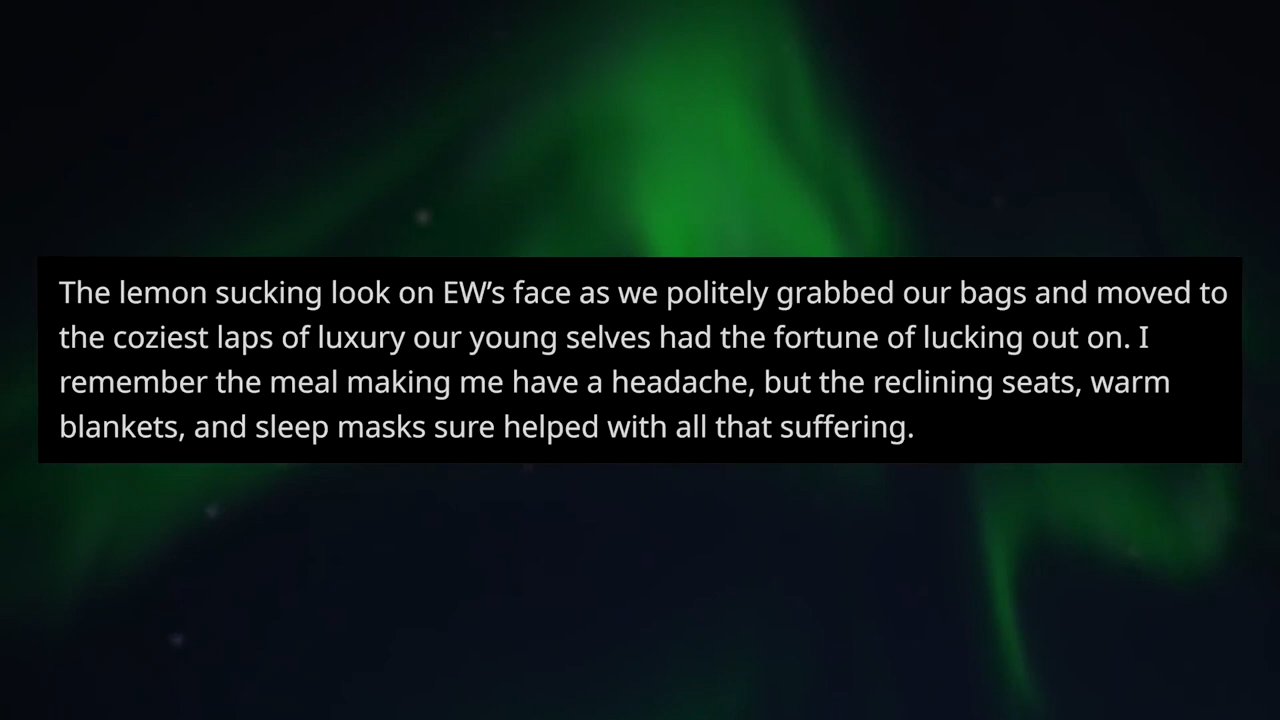 The lemon sucking look on EW’s face as we politely grabbed our bags and moved to
the coziest laps of luxury our young selves had the fortune of lucking out on. I
remember the meal making me have a headache, but the reclining seats, warm
blankets, and sleep masks sure helped with all that suffering.